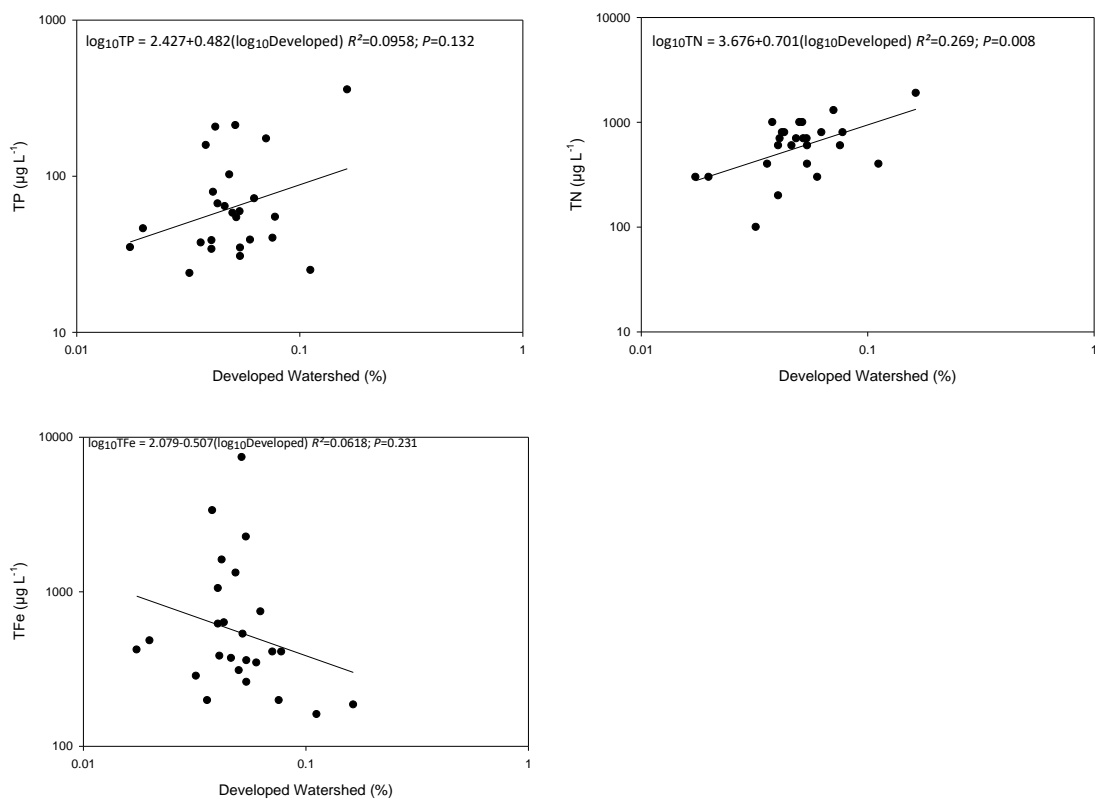 log₁₀TP = 2.427+0.482(log₁₀Developed) R²=0.0958; P=0.132
1000
100
10
TP (µg L⁻¹)
0.01 0.1 1
Developed Watershed (%)
log₁₀TN = 3.676+0.701(log₁₀Developed) R²=0.269; P=0.008
10000
1000
100
10
TN (µg L⁻¹)
0.01 0.1 1
Developed Watershed (%)
log₁₀TFe = 2.079-0.507(log₁₀Developed) R²=0.0618; P=0.231
10000
1000
100
TFe (µg L⁻¹)
0.01 0.1 1
Developed Watershed (%)